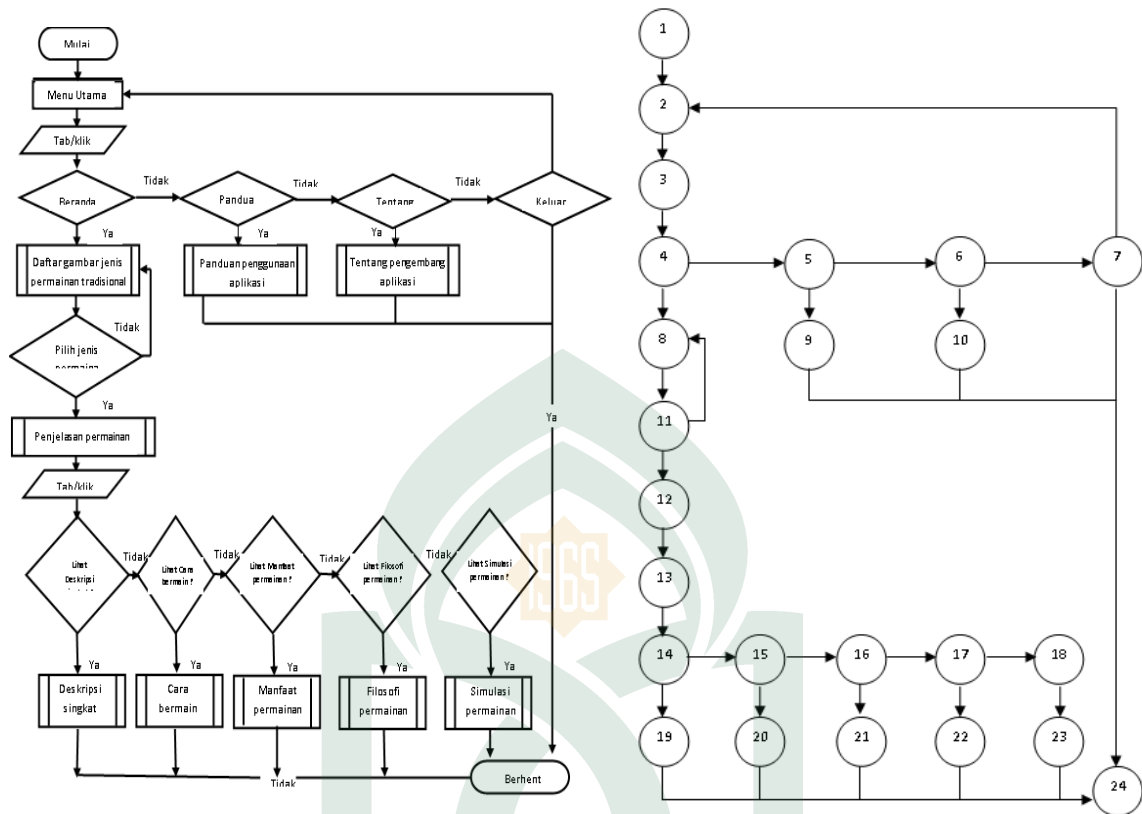 Mulai
Menu Utama
Tab/klik
Beranda
Tidak
Pandua
Tidak
Tentang
Tidak
Keluar
Ya
Ya
Ya
Daftar gambar jenis
permainan tradisional
Panduan penggunaan
aplikasi
Tentang pengembang
aplikasi
Tidak
Pilih jenis
permaina
Ya
Ya
Penjelasan permainan
Tab/klik
Lihat
Deskripsi
Tidak
Lihat Cara
bermain ?
Tidak
Lihat Manfaat
permainan ?
Tidak
Lihat Filosofi
permainan ?
Tidak
Lihat Simulasi
permainan ?
Ya
Ya
Ya
Ya
Ya
Deskripsi
singkat
Cara
bermain
Manfaat
permainan
Filosofi
permainan
Simulasi
permainan
Tidak
Berhent
1965
1
2
3
4
5
6
7
8
9
10
11
12
13
14
15
16
17
18
19
20
21
22
23
24